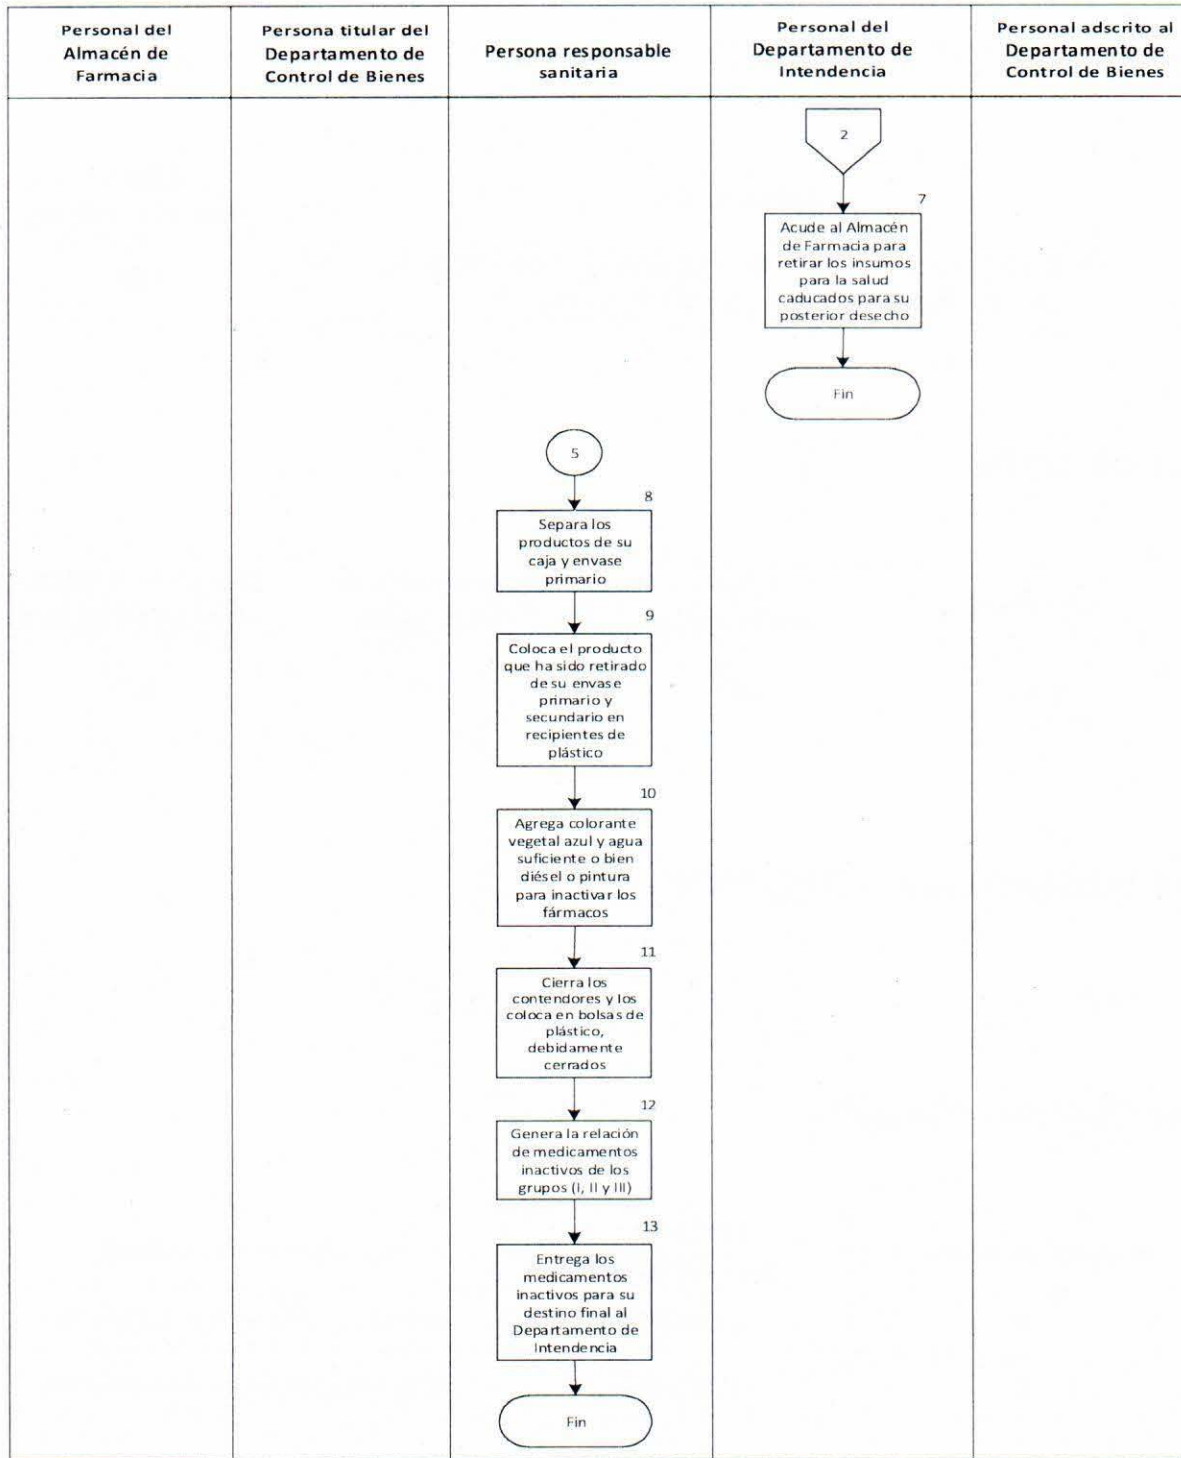 Personal del
Almacén de
Farmacia
Persona titular del
Departamento de
Control de Bienes
Persona responsable
sanitaria
Personal del
Departamento de
Intendencia
Personal adscrito al
Departamento de
Control de Bienes
2
7
Acude al Almacén
de Farmacia para
retirar los insumos
para la salud
caducados para su
posterior desecho
Fin
5
8
Separa los
productos de su
caja y envase
primario
9
Coloca el producto
que ha sido retirado
de su envase
primario y
secundario en
recipientes de
plástico
10
Agrega colorante
vegetal azul y agua
suficiente o bien
diésel o pintura
para inactivar los
fármacos
11
Cierra los
contendores y los
coloca en bolsas de
plástico,
debidamente
cerrados
12
Genera la relación
de medicamentos
inactivos de los
grupos (I, II y III)
13
Entrega los
medicamentos
inactivos para su
destino final al
Departamento de
Intendencia
Fin